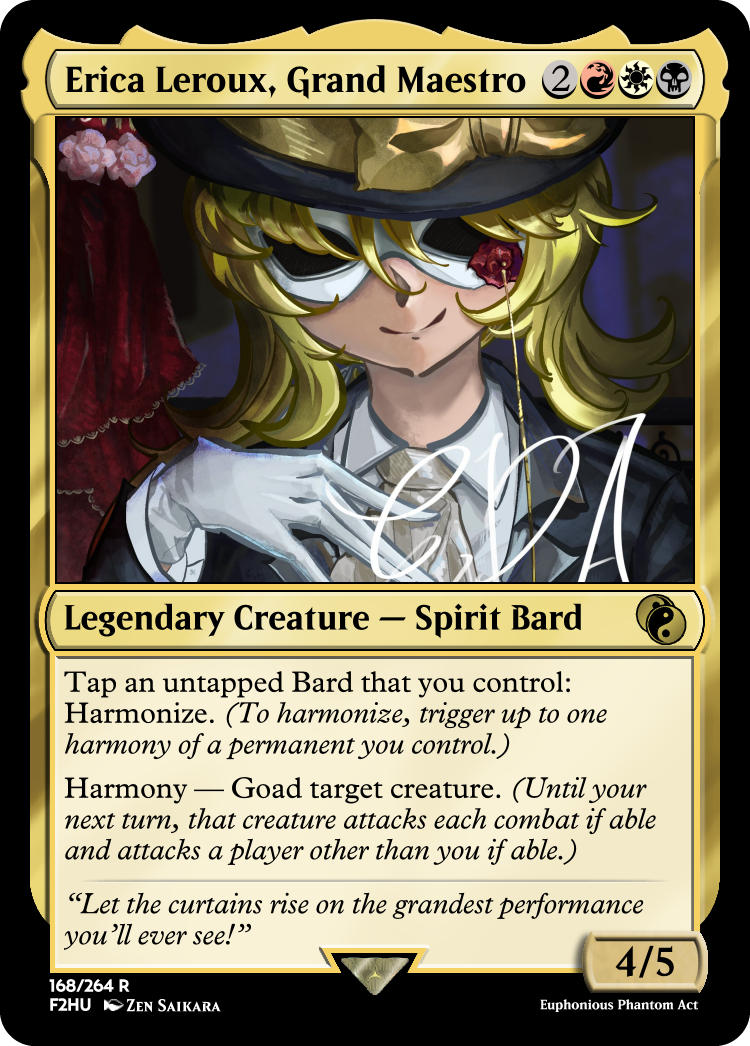 Erica Leroux, Grand Maestro 2
CVA
Legendary Creature — Spirit Bard
Tap an untapped Bard that you control:
Harmonize. (To harmonize, trigger up to one
harmony of a permanent you control.)
Harmony — Goad target creature. (Until your
next turn, that creature attacks each combat if able
and attacks a player other than you if able.)
“Let the curtains rise on the grandest performance
you’ll ever see!”
4/5
168/264 R
F2HU ZEN SAIKARA
Euphonious Phantom Act